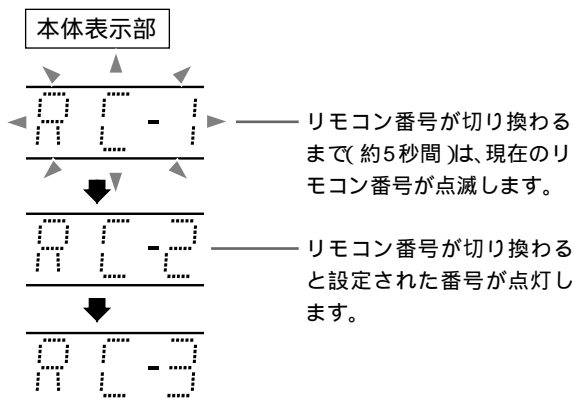 本体表示部
RC-1
リモコン番号が切り換わる
まで(約5秒間)は、現在のリ
モコン番号が点滅します。
RC-2
リモコン番号が切り換わる
と設定された番号が点灯し
ます。
RC-3